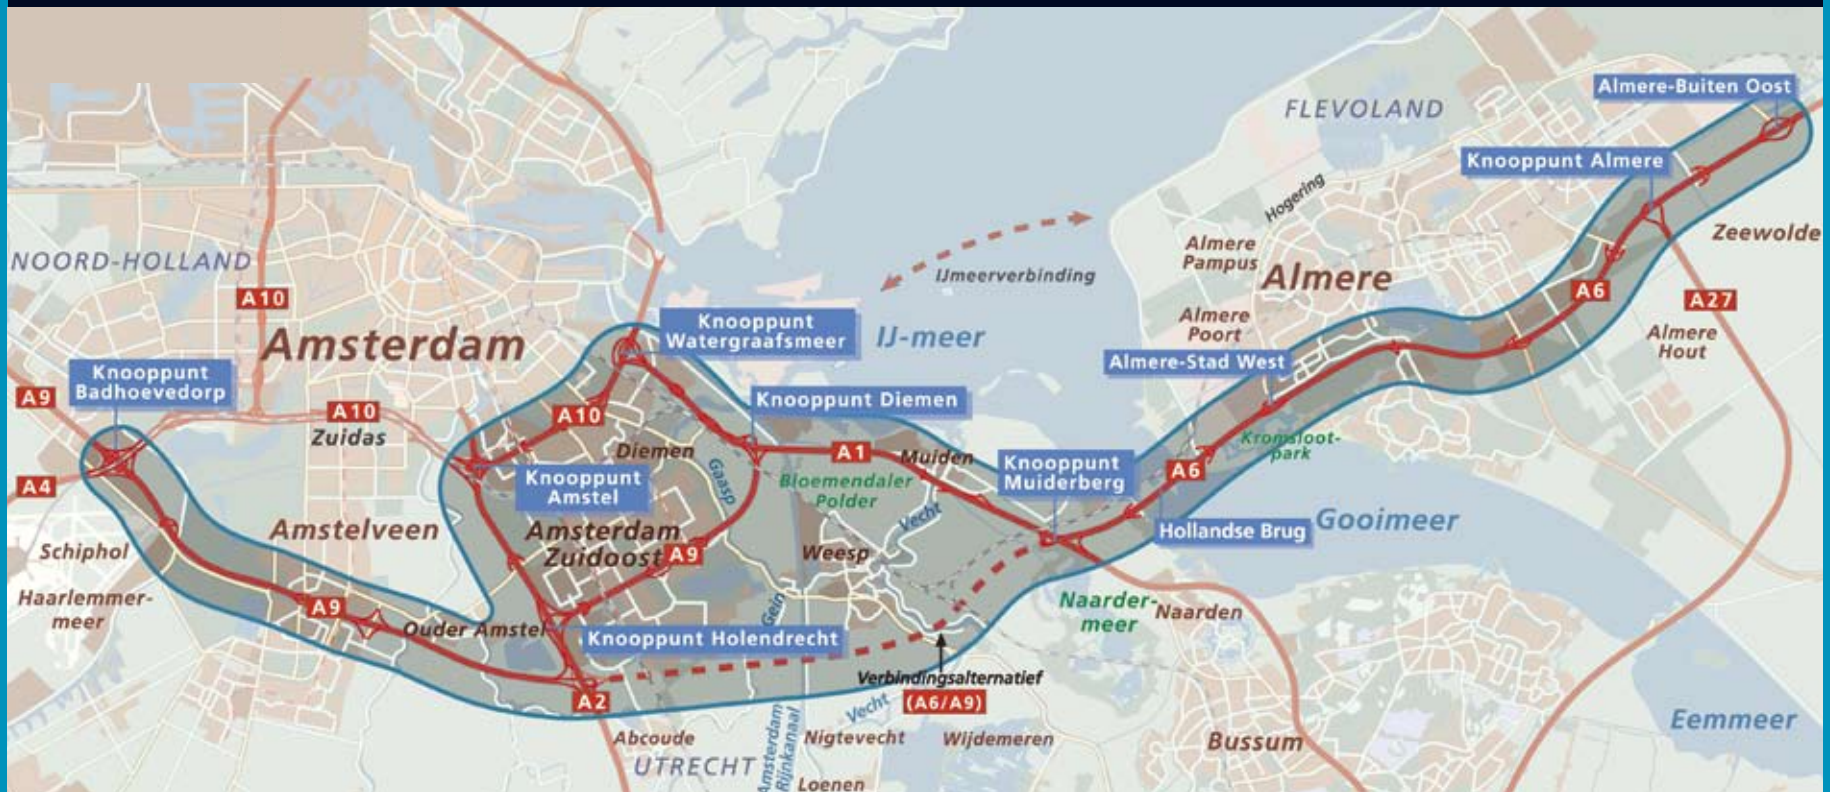 Almere-Buiten Oost
FLEVOLAND
Knooppunt Almere
Hogering
Zeewolde
NOORD-HOLLAND
Almere
Pampus
IJmeerverbinding
Almere
A10
A6
A27
Knooppunt
Watergraafsmeer
Almere
Poort
Amsterdam
IJ-meer
Almere
Hout
Almere-Stad West
Knooppunt
Badhoevedorp
A9
Knooppunt Diemen
A10
A10
Zuidas
Kromsloot-
park
Diemen
A1
Muiden
Knooppunt
Muiderberg
A6
A4
Gaasp
Bloemendaler
Polder
Knooppunt
Amstel
Vecht
Gooimeer
Amstelveen
Amsterdam
Zuidoost
Hollandse Brug
Schiphol
A9
Weesp
Haarlemmer-
meer
A9
Gein
Naarder-
meer
Naarden
Ouder Amstel
Knooppunt Holendrecht
Verbindingsalternatief
(A6/A9)
A2
Vecht
Eemmeer
Amsterdam
Rijnkanaal
Abcoude
Nigtevecht
Wijdemeren
Bussum
UTRECHT
Loenen